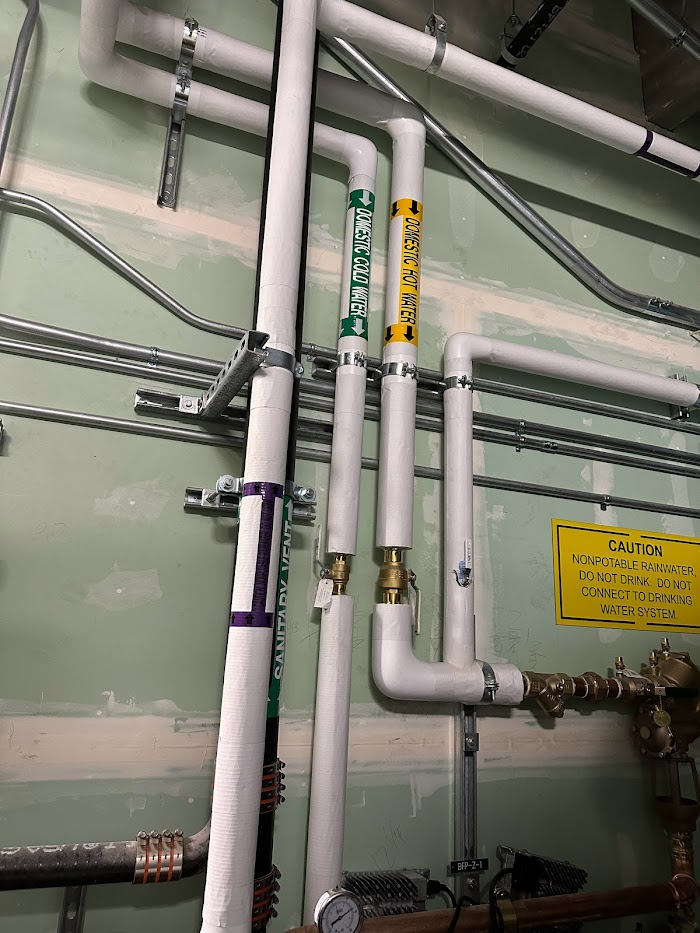 DOMESTIC COLD WATER
DOMESTIC HOT WATER
SANITARY VENT
CAUTION
NONPOTABLE RAINWATER,
DO NOT DRINK. DO NOT
CONNECT TO DRINKING
WATER SYSTEM.
BFP-Z-1